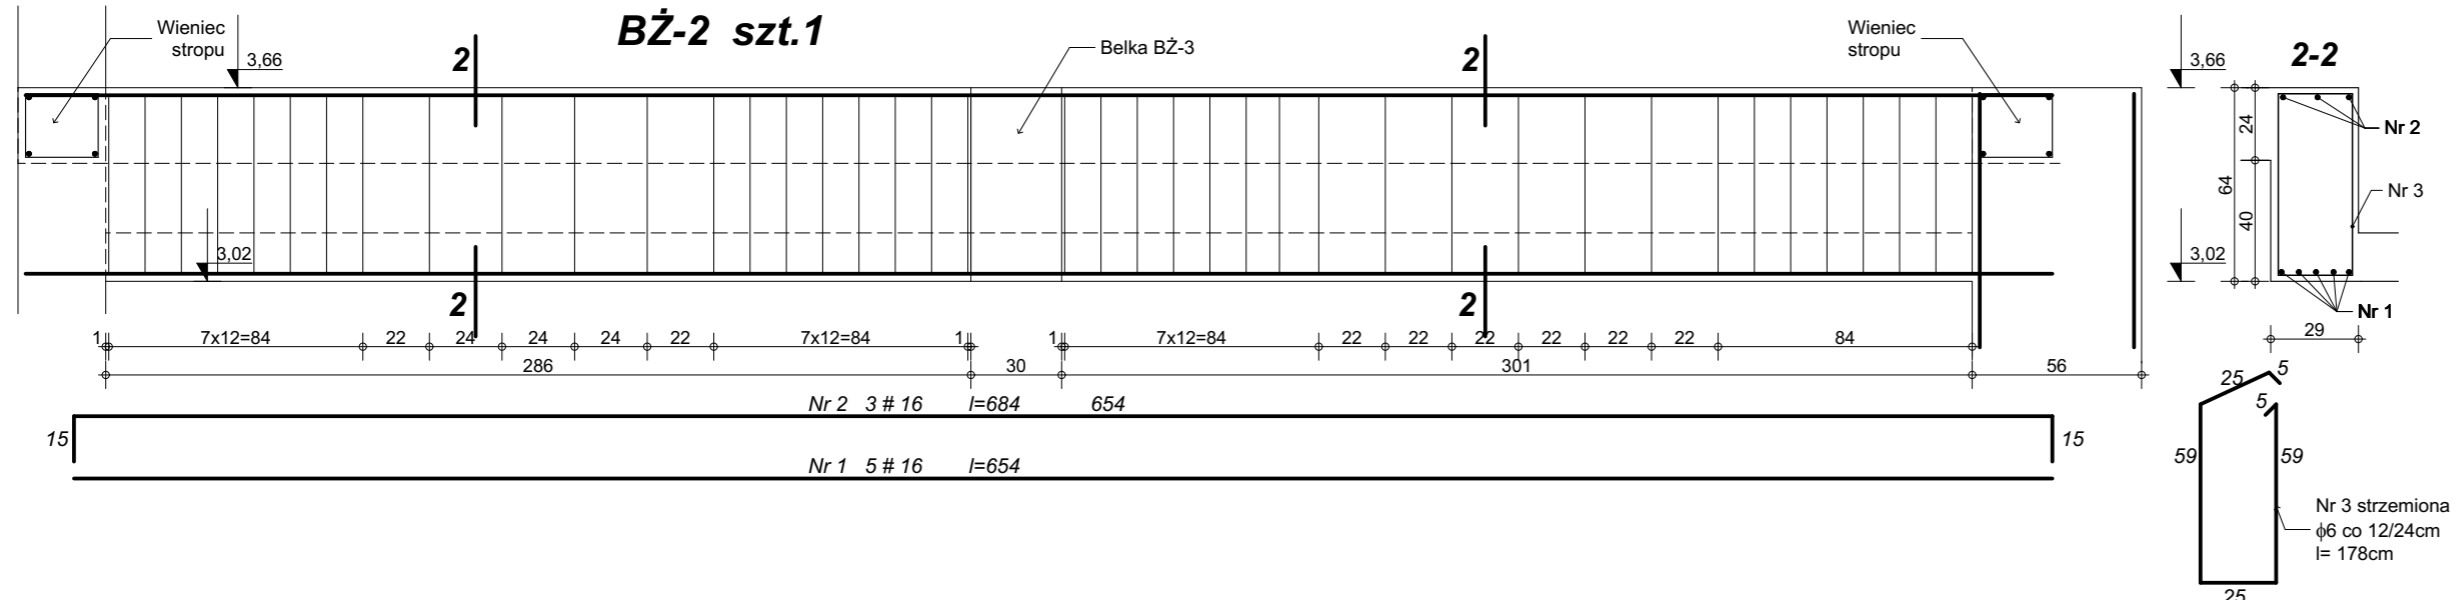 BŻ-2 szt.1
Wieniec
stropu
3,66
2
Belka BŻ-3
2
Wieniec
stropu
3,66
2-2
24
Nr 2
64
Nr 3
40
3,02
3,02
2
2
Nr 1
1 7x12=84 22 24 24 24 22 7x12=84 1 1 7x12=84 22 22 22 22 22 22 84
29
286 30 301 56
25 5
5
Nr 2 3 # 16 l=684 654
15 15
59 59
Nr 1 5 # 16 l=654
Nr 3 strzemiona
ϕ6 co 12/24cm
l= 178cm
25